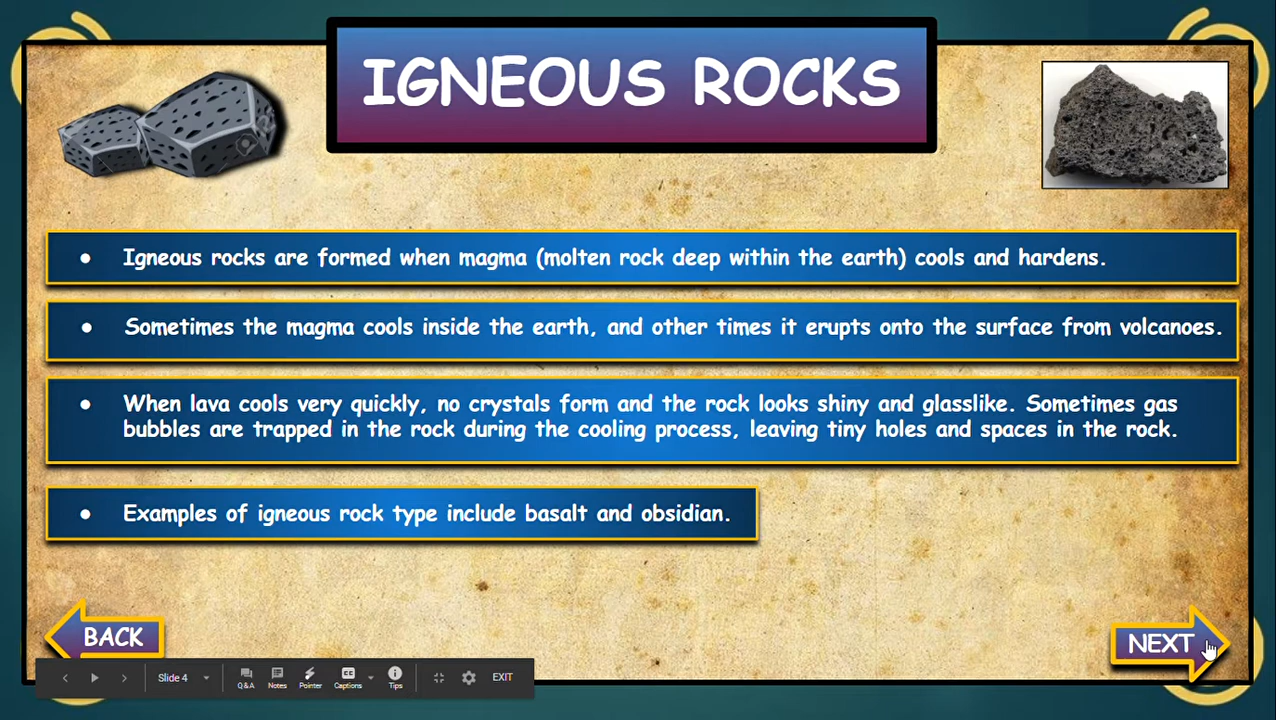 IGNEOUS ROCKS
● Igneous rocks are formed when magma (molten rock deep within the earth) cools and hardens.
● Sometimes the magma cools inside the earth, and other times it erupts onto the surface from volcanoes.
● When lava cools very quickly, no crystals form and the rock looks shiny and glasslike. Sometimes gas
bubbles are trapped in the rock during the cooling process, leaving tiny holes and spaces in the rock.
● Examples of igneous rock type include basalt and obsidian.
BACK
NEXT
Slide 4
Q&A
Notes
Pointer
CC
Captions
Tips
EXIT